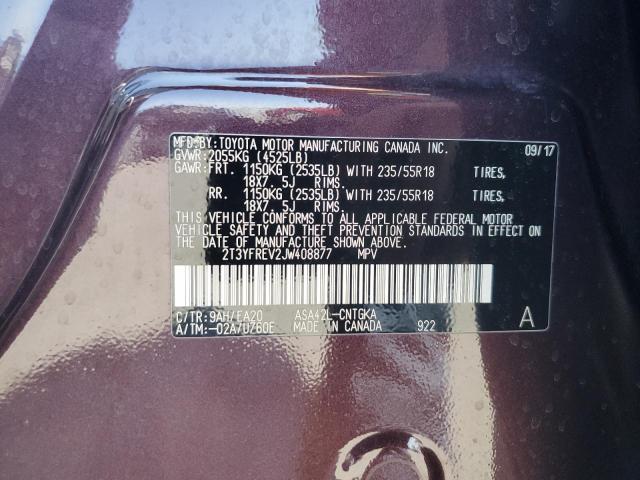 MFD.BY:TOYOTA MOTOR MANUFACTURING CANADA INC. 09/17
GVWR:2055KG (4525LB)
GAWR:FRT. 1150KG (2535LB) WITH 235/55R18 TIRES,
18X7. 5J RIMS.
RR. 1150KG (2535LB) WITH 235/55R18 TIRES,
18X7. 5J RIMS.
THIS VEHICLE CONFORMS TO ALL APPLICABLE FEDERAL MOTOR
VEHICLE SAFETY AND THEFT PREVENTION STANDARDS IN EFFECT ON
THE DATE OF MANUFACTURE SHOWN ABOVE.
2T3YFREV2JW408877 MPV
C/TR:9AH/EA20 ASA42L-CNTGKA
A/TM:-02A/U760E MADE IN CANADA 922 A